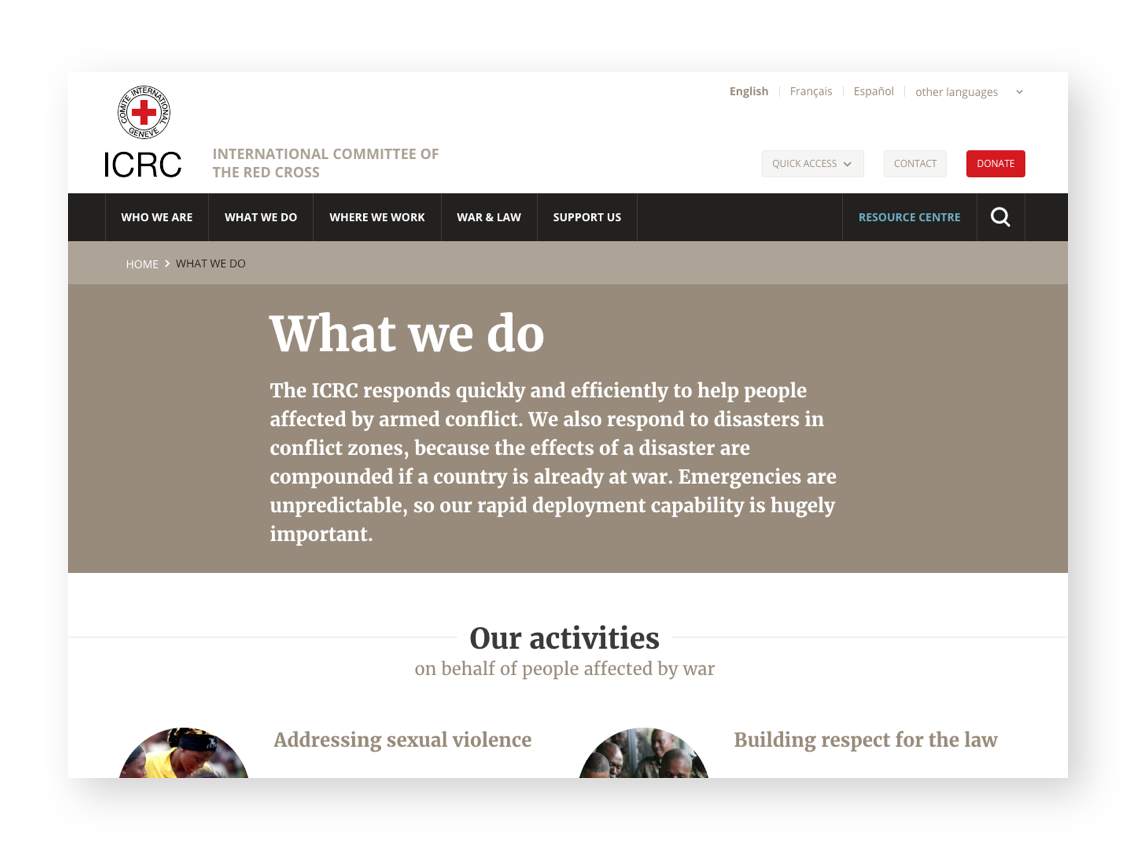 COMITE INTERNATIONAL
GENEVE
ICRC
INTERNATIONAL COMMITTEE OF
THE RED CROSS
English Français Español other languages
QUICK ACCESS CONTACT DONATE
WHO WE ARE WHAT WE DO WHERE WE WORK WAR & LAW SUPPORT US RESOURCE CENTRE
HOME > WHAT WE DO
What we do
The ICRC responds quickly and efficiently to help people
affected by armed conflict. We also respond to disasters in
conflict zones, because the effects of a disaster are
compounded if a country is already at war. Emergencies are
unpredictable, so our rapid deployment capability is hugely
important.
Our activities
on behalf of people affected by war
Addressing sexual violence Building respect for the law